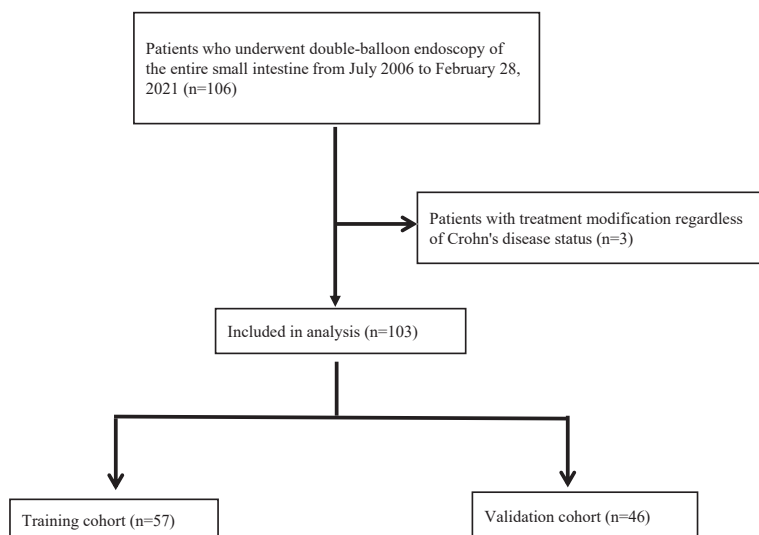 Patients who underwent double-balloon endoscopy of
the entire small intestine from July 2006 to February 28,
2021 (n=106)
Patients with treatment modification regardless
of Crohn's disease status (n=3)
Included in analysis (n=103)
Training cohort (n=57)
Validation cohort (n=46)